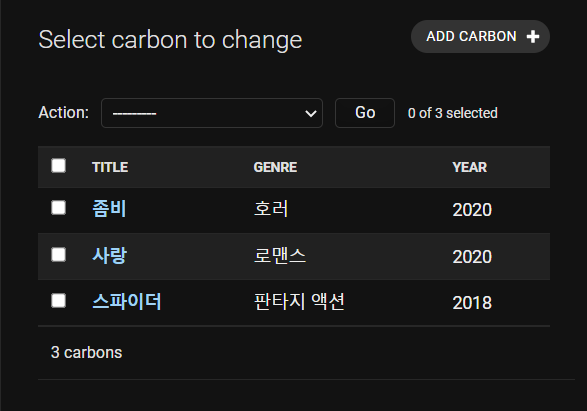 Select carbon to change
ADD CARBON +
Action: --------- Go 0 of 3 selected
TITLE GENRE YEAR
좀비 호러 2020
사랑 로맨스 2020
스파이더 판타지 액션 2018
3 carbons